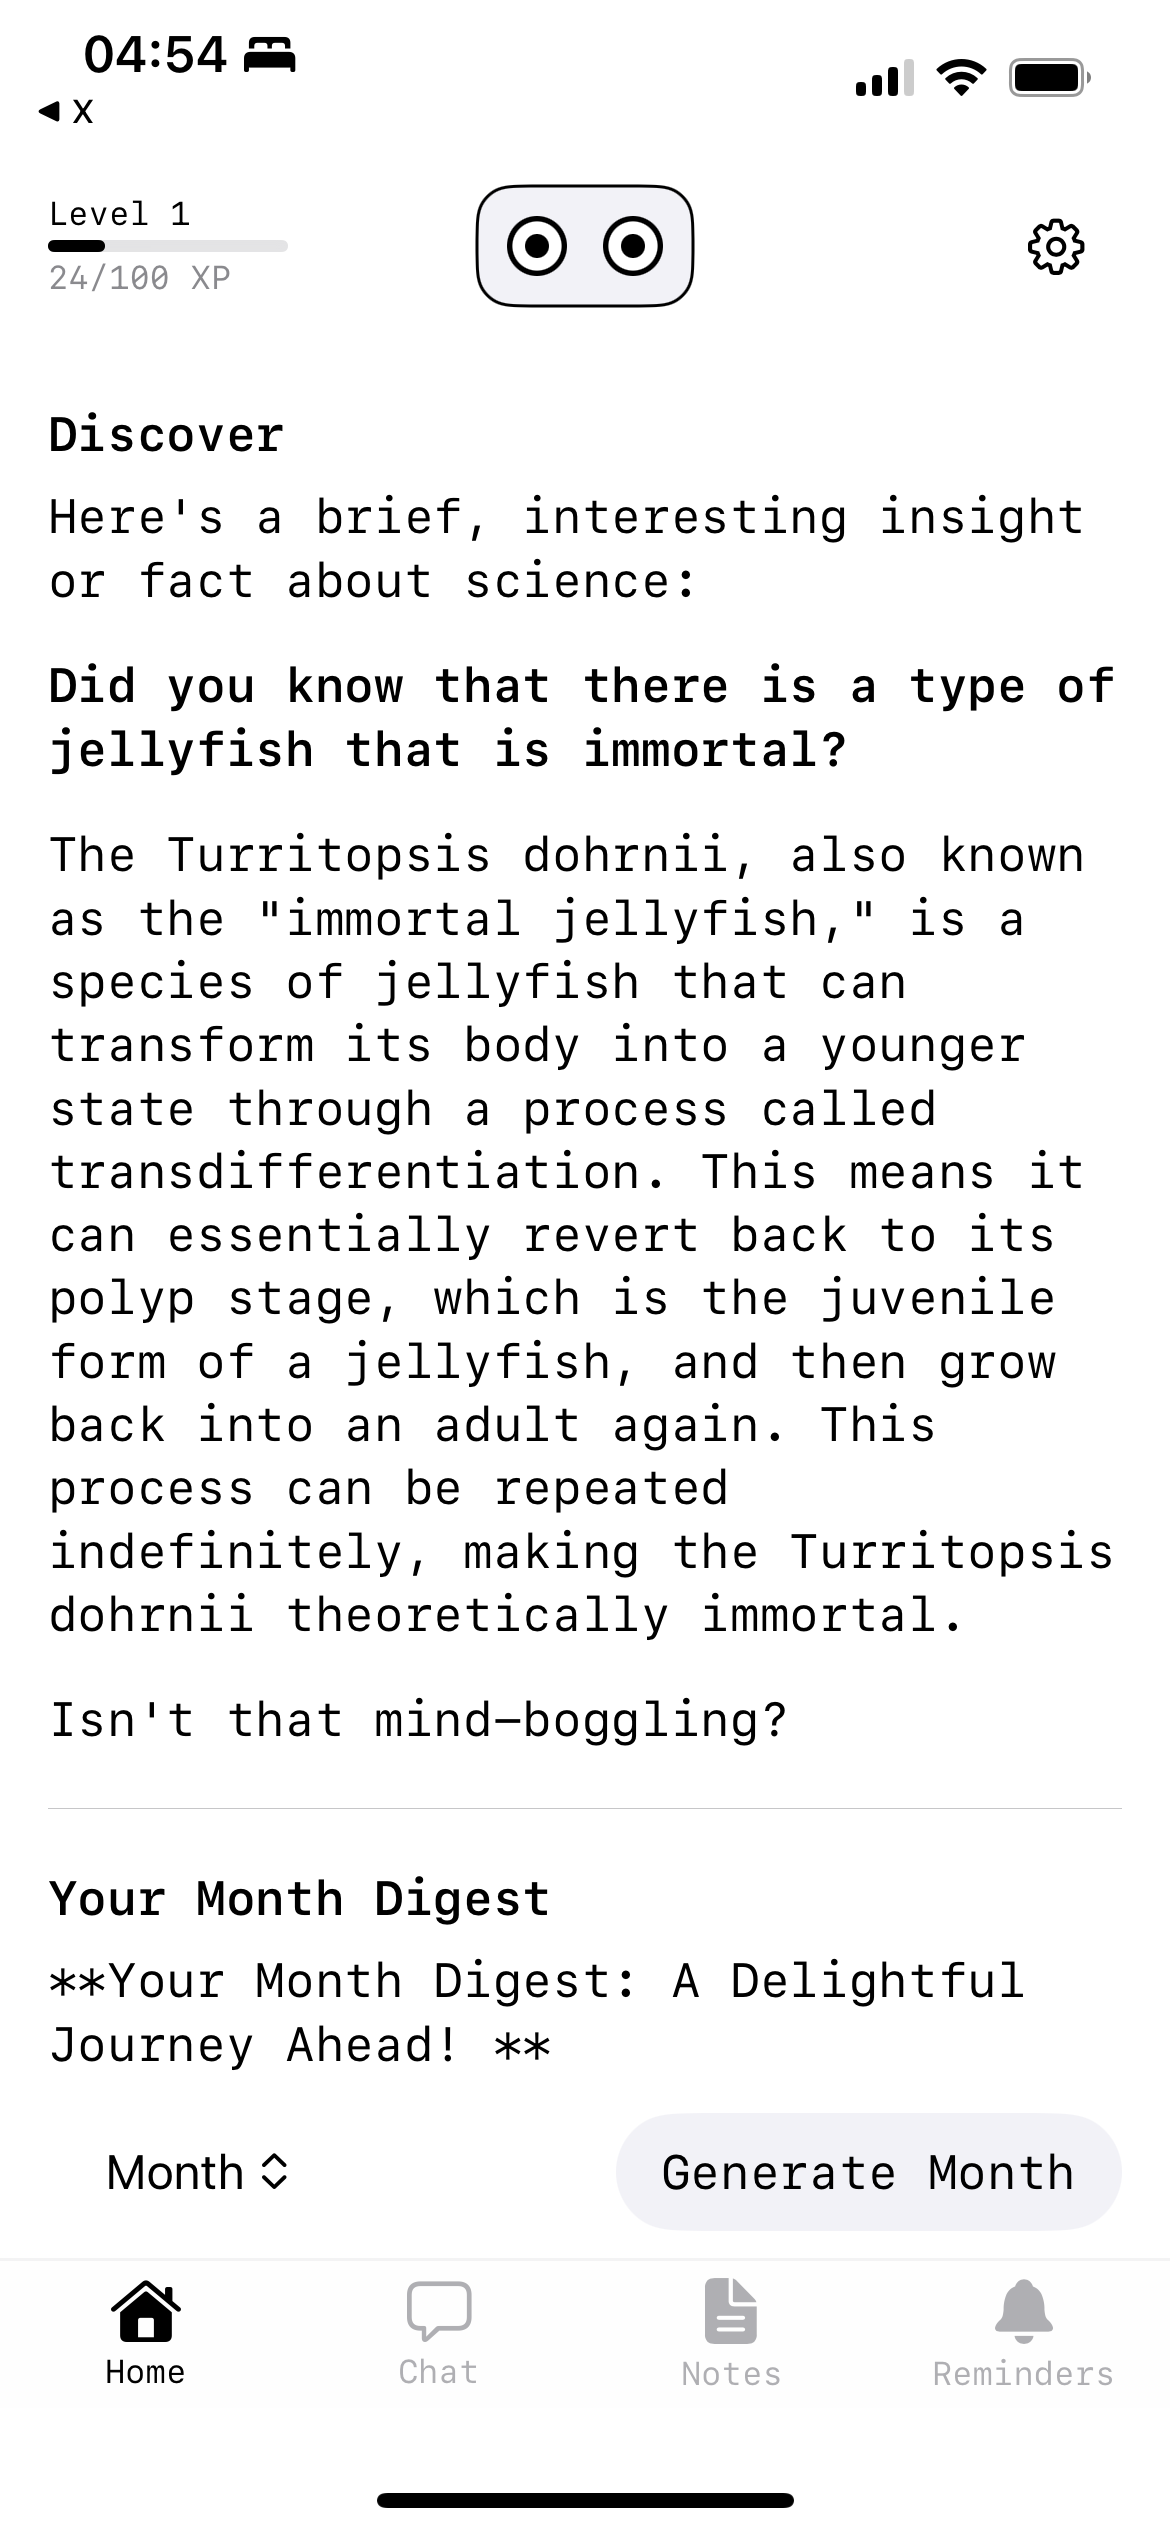 04:54
X
Level 1
24/100 XP
Discover
Here's a brief, interesting insight
or fact about science:
Did you know that there is a type of
jellyfish that is immortal?
The Turritopsis dohrnii, also known
as the "immortal jellyfish," is a
species of jellyfish that can
transform its body into a younger
state through a process called
transdifferentiation. This means it
can essentially revert back to its
polyp stage, which is the juvenile
form of a jellyfish, and then grow
back into an adult again. This
process can be repeated
indefinitely, making the Turritopsis
dohrnii theoretically immortal.
Isn't that mind-boggling?
Your Month Digest
**Your Month Digest: A Delightful
Journey Ahead! **
Month
Generate Month
Home
Chat
Notes
Reminders